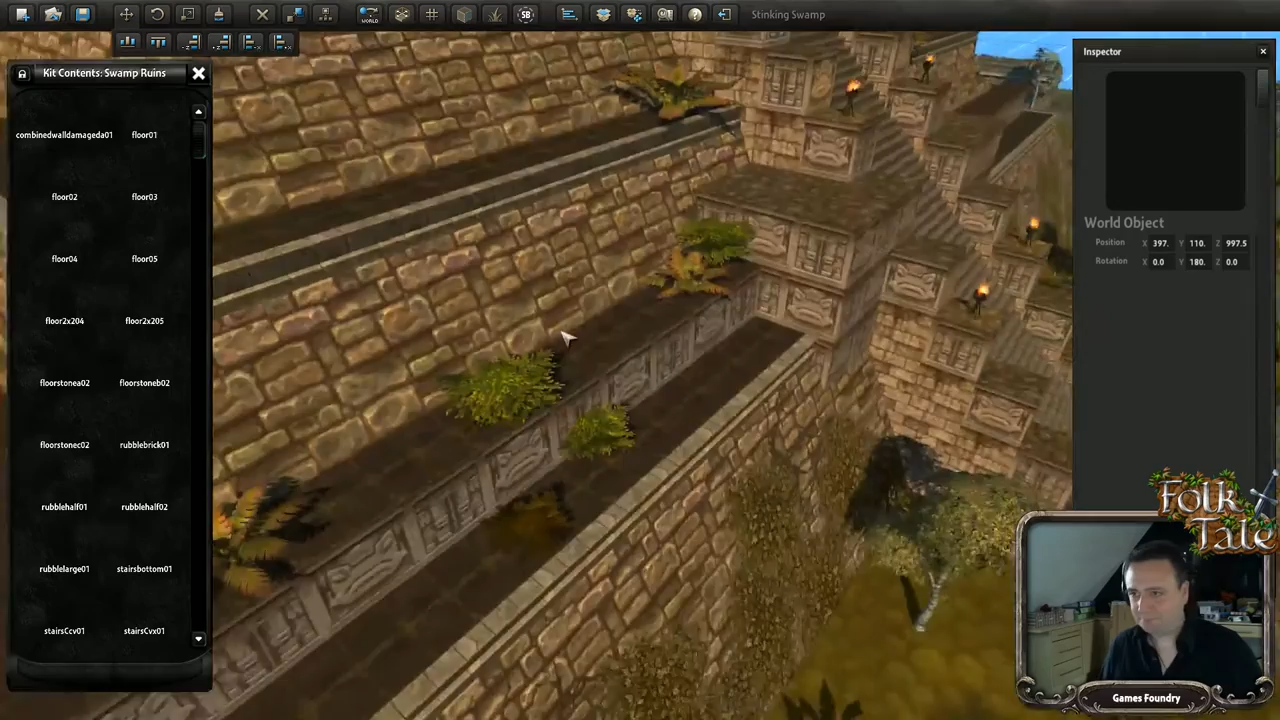 WORLD
SB
?
Stinking Swamp
Kit Contents: Swamp Ruins
combinedwalldamageda01 floor01
floor02 floor03
floor04 floor05
floor2x204 floor2x205
floorstonea02 floorstoneb02
floorstonec02 rubblebrick01
rubblehalf01 rubblehalf02
rubblelarge01 stairsbottom01
stairsCcv01 stairsCvx01
Inspector
World Object
Position X 397. Y 110. Z 997.5
Rotation X 0.0 Y 180. Z 0.0
Folk
Tale
Games Foundry